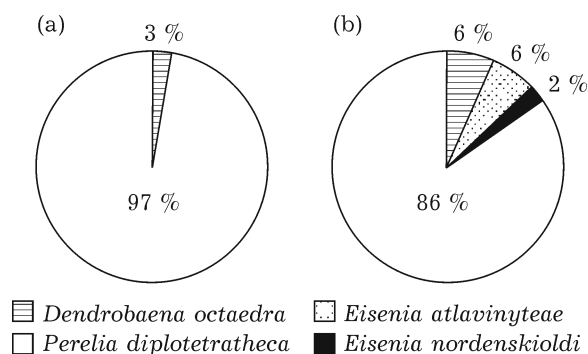 (a)
3 %
97 %
(b)
6 %
6 %
2 %
86 %
Dendrobaena octaedra
Eisenia atlavinyteae
Perelia diplotetratheca
Eisenia nordenskioldi